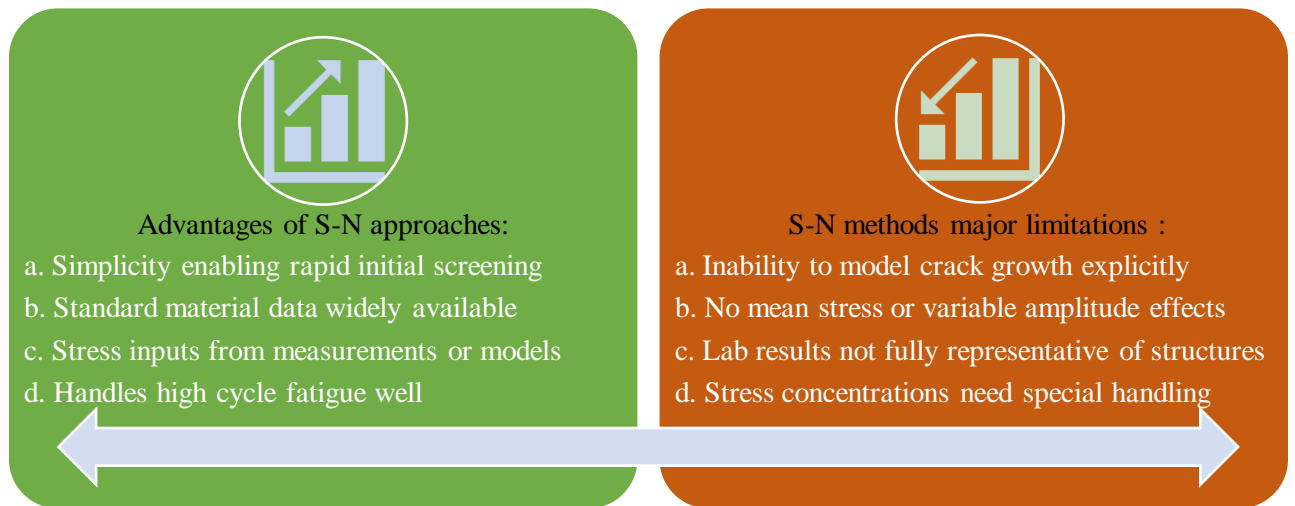 Advantages of S-N approaches:
a. Simplicity enabling rapid initial screening
b. Standard material data widely available
c. Stress inputs from measurements or models
d. Handles high cycle fatigue well
S-N methods major limitations :
a. Inability to model crack growth explicitly
b. No mean stress or variable amplitude effects
c. Lab results not fully representative of structures
d. Stress concentrations need special handling